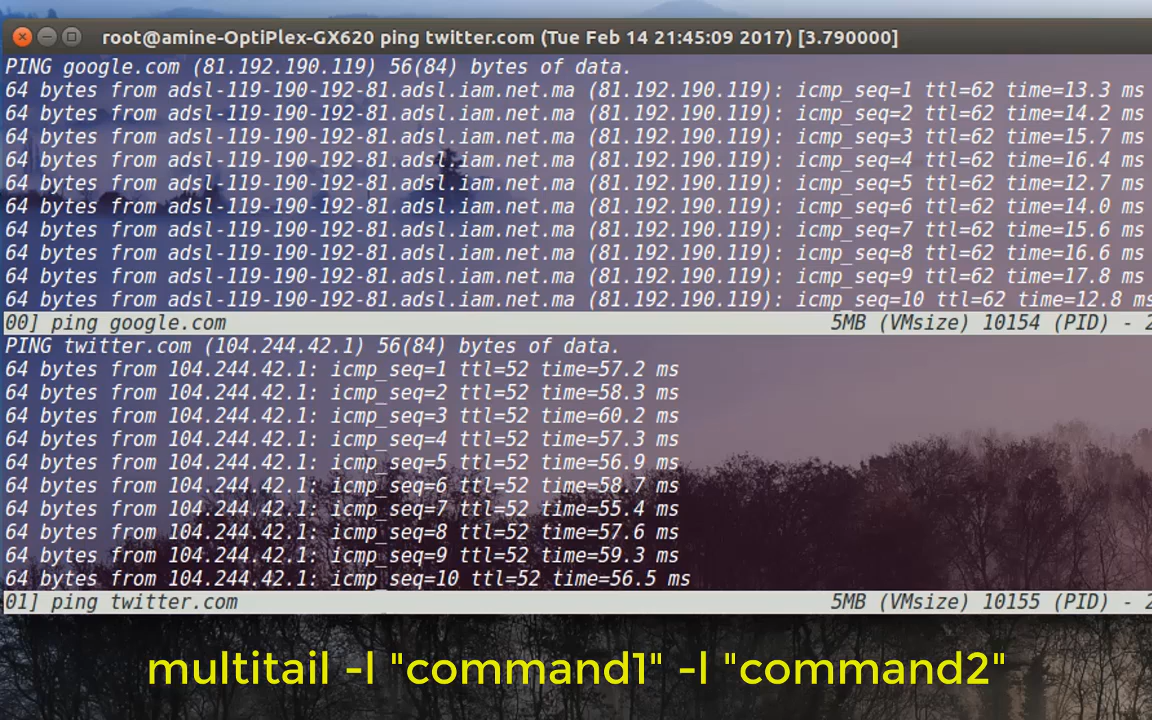 root@amine-OptiPlex-GX620 ping twitter.com (Tue Feb 14 21:45:09 2017) [3.790000]
PING google.com (81.192.190.119) 56(84) bytes of data.
64 bytes from adsl-119-190-192-81.adsl.iam.net.ma (81.192.190.119): icmp_seq=1 ttl=62 time=13.3 ms
64 bytes from adsl-119-190-192-81.adsl.iam.net.ma (81.192.190.119): icmp_seq=2 ttl=62 time=14.2 ms
64 bytes from adsl-119-190-192-81.adsl.iam.net.ma (81.192.190.119): icmp_seq=3 ttl=62 time=15.7 ms
64 bytes from adsl-119-190-192-81.adsl.iam.net.ma (81.192.190.119): icmp_seq=4 ttl=62 time=16.4 ms
64 bytes from adsl-119-190-192-81.adsl.iam.net.ma (81.192.190.119): icmp_seq=5 ttl=62 time=12.7 ms
64 bytes from adsl-119-190-192-81.adsl.iam.net.ma (81.192.190.119): icmp_seq=6 ttl=62 time=14.0 ms
64 bytes from adsl-119-190-192-81.adsl.iam.net.ma (81.192.190.119): icmp_seq=7 ttl=62 time=15.6 ms
64 bytes from adsl-119-190-192-81.adsl.iam.net.ma (81.192.190.119): icmp_seq=8 ttl=62 time=16.6 ms
64 bytes from adsl-119-190-192-81.adsl.iam.net.ma (81.192.190.119): icmp_seq=9 ttl=62 time=17.8 ms
64 bytes from adsl-119-190-192-81.adsl.iam.net.ma (81.192.190.119): icmp_seq=10 ttl=62 time=12.8 ms
00] ping google.com 5MB (VMsize) 10154 (PID) - 2
PING twitter.com (104.244.42.1) 56(84) bytes of data.
64 bytes from 104.244.42.1: icmp_seq=1 ttl=52 time=57.2 ms
64 bytes from 104.244.42.1: icmp_seq=2 ttl=52 time=58.3 ms
64 bytes from 104.244.42.1: icmp_seq=3 ttl=52 time=60.2 ms
64 bytes from 104.244.42.1: icmp_seq=4 ttl=52 time=57.3 ms
64 bytes from 104.244.42.1: icmp_seq=5 ttl=52 time=56.9 ms
64 bytes from 104.244.42.1: icmp_seq=6 ttl=52 time=58.7 ms
64 bytes from 104.244.42.1: icmp_seq=7 ttl=52 time=55.4 ms
64 bytes from 104.244.42.1: icmp_seq=8 ttl=52 time=57.6 ms
64 bytes from 104.244.42.1: icmp_seq=9 ttl=52 time=59.3 ms
64 bytes from 104.244.42.1: icmp_seq=10 ttl=52 time=56.5 ms
01] ping twitter.com 5MB (VMsize) 10155 (PID) - 2
multitail -l "command1" -l "command2"